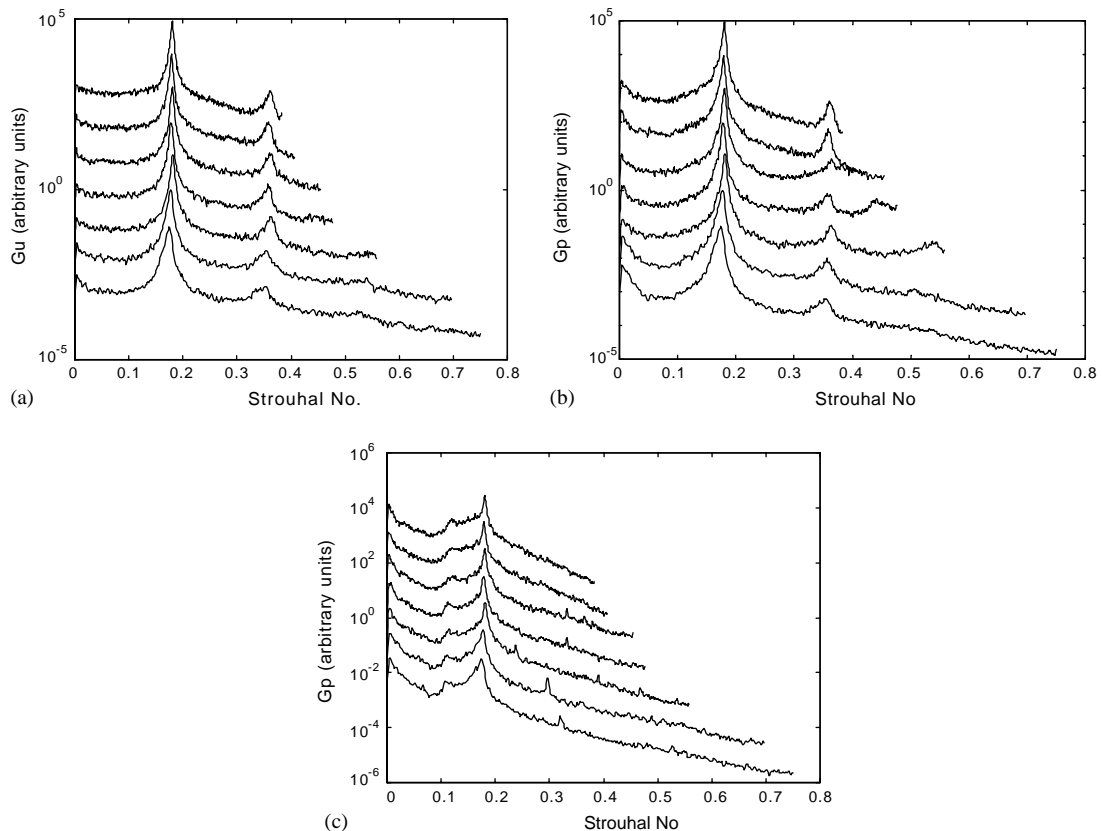 10^5
10^0
10^-5
Gu (arbitrary units)
0 0.1 0.2 0.3 0.4 0.5 0.6 0.7 0.8
Strouhal No.
(a)
10^5
10^0
10^-5
Gp (arbitrary units)
0 0.1 0.2 0.3 0.4 0.5 0.6 0.7 0.8
Strouhal No
(b)
10^6
10^4
10^2
10^0
10^-2
10^-4
10^-6
Gp (arbitrary units)
0 0.1 0.2 0.3 0.4 0.5 0.6 0.7 0.8
Strouhal No
(c)